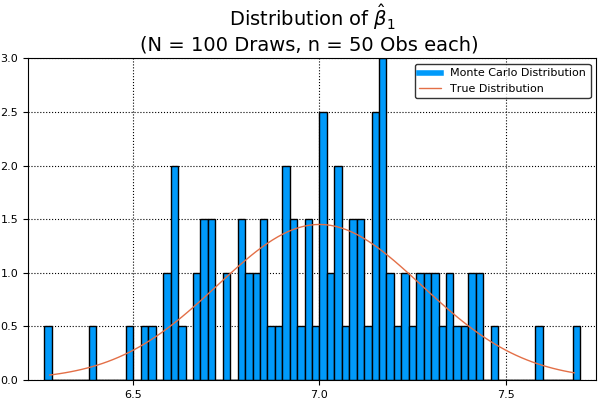 Distribution of β̂₁
(N = 100 Draws, n = 50 Obs each)
3.0
Monte Carlo Distribution
True Distribution
2.5
2.0
1.5
1.0
0.5
0.0
6.5 7.0 7.5